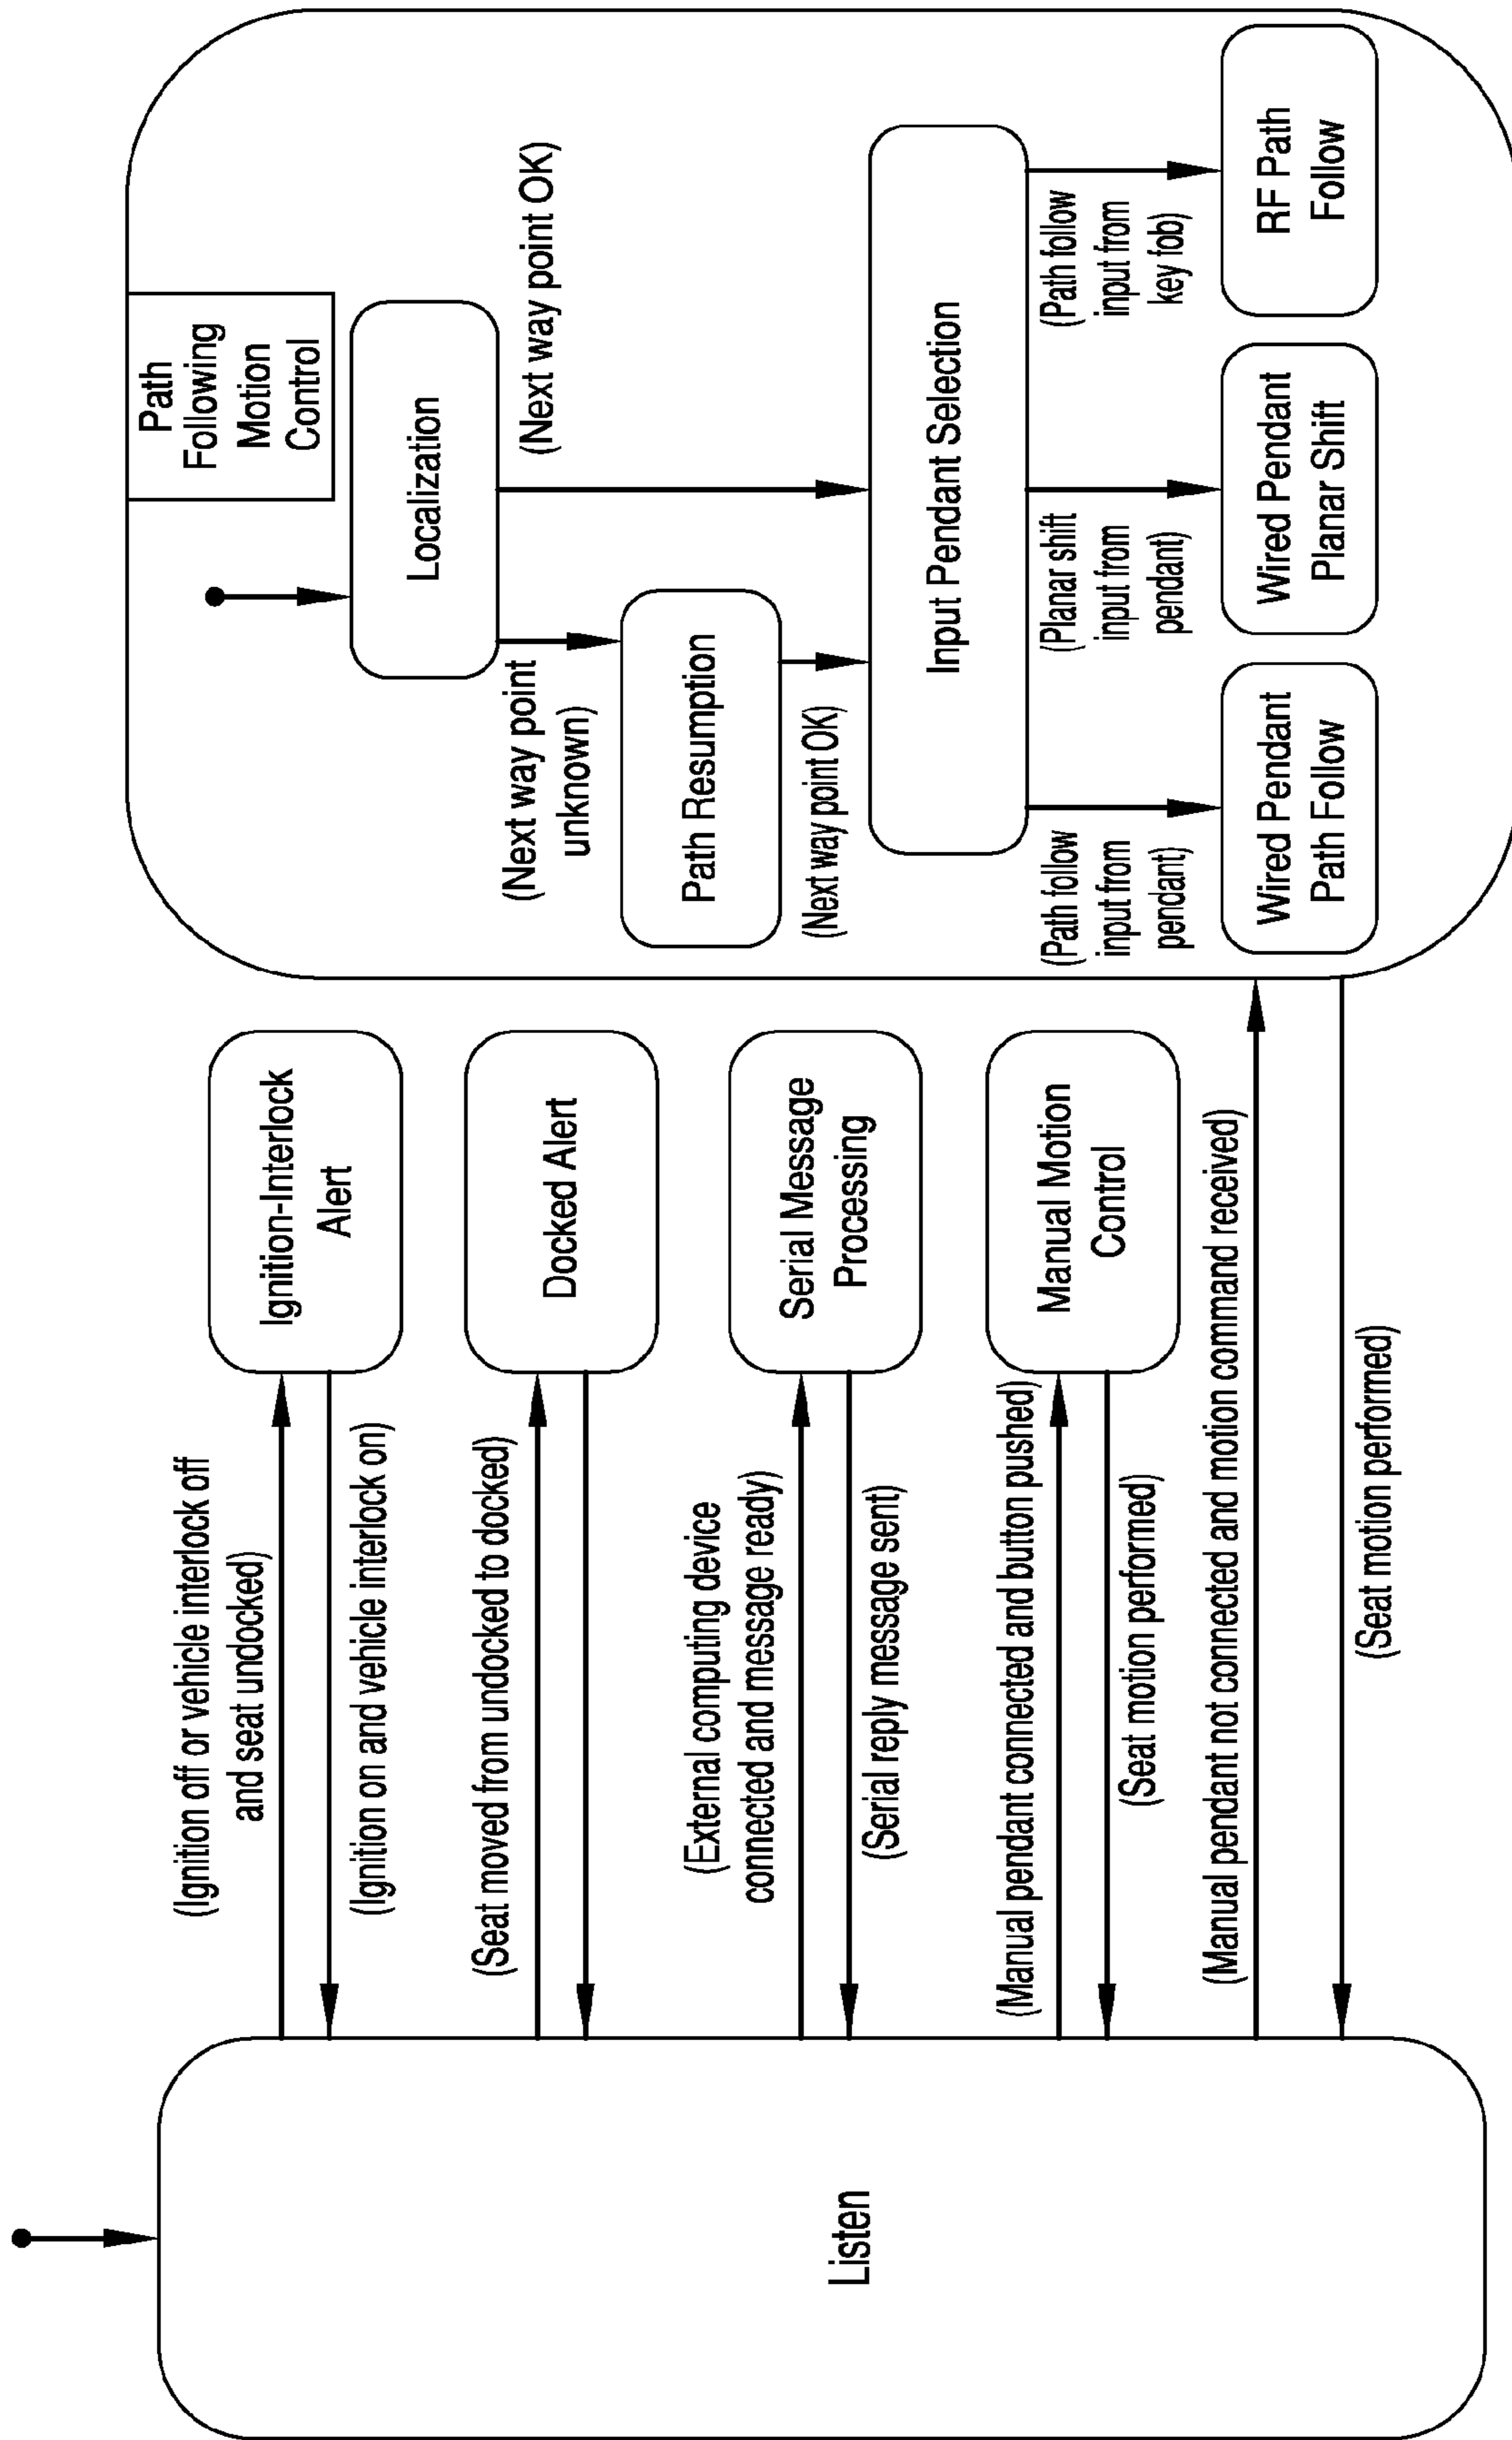 Listen
(Ignition off or vehicle interlock off
and seat undocked)
(Ignition on and vehicle interlock on)
Ignition-Interlock
Alert
(Seat moved from undocked to docked)
Docked Alert
(External computing device
connected and message ready)
(Serial reply message sent)
Serial Message
Processing
(Manual pendant connected and button pushed)
(Seat motion performed)
Manual Motion
Control
(Manual pendant not connected and motion command received)
(Seat motion performed)
Path
Following
Motion
Control
Localization
(Next way point
unknown)
(Next way point OK)
Path Resumption
(Next way point OK)
Input Pendant Selection
(Path follow
input from
pendant)
(Planar shift
input from
pendant)
(Path follow
input from
key fob)
Wired Pendant
Path Follow
Wired Pendant
Planar Shift
RF Path
Follow